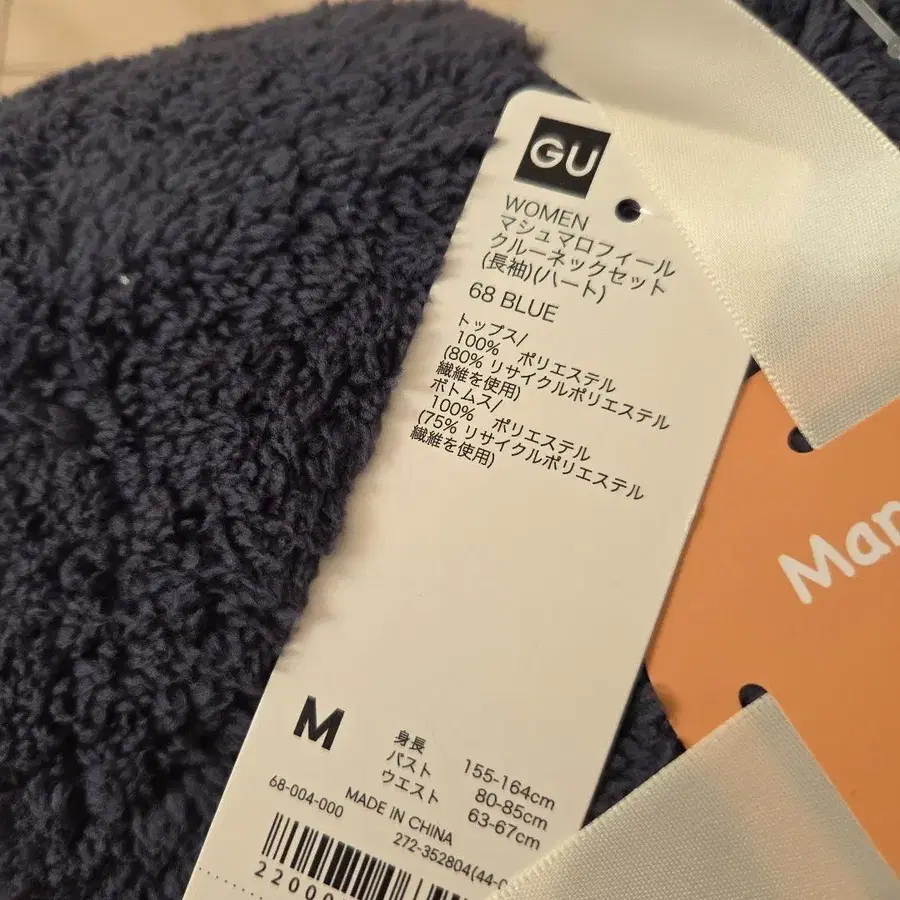 GU
WOMEN
マシュマロフィール
クルーネックセット
(長袖)(ハート)
68 BLUE
トップス/
100% ポリエステル
(80% リサイクルポリエステル
繊維を使用)
ボトムス/
100% ポリエステル
(75% リサイクルポリエステル
繊維を使用)
M
身長 155-164cm
バスト 80-85cm
ウエスト 63-67cm
68-004-000 MADE IN CHINA
272-352804(44-0
22000
Mar